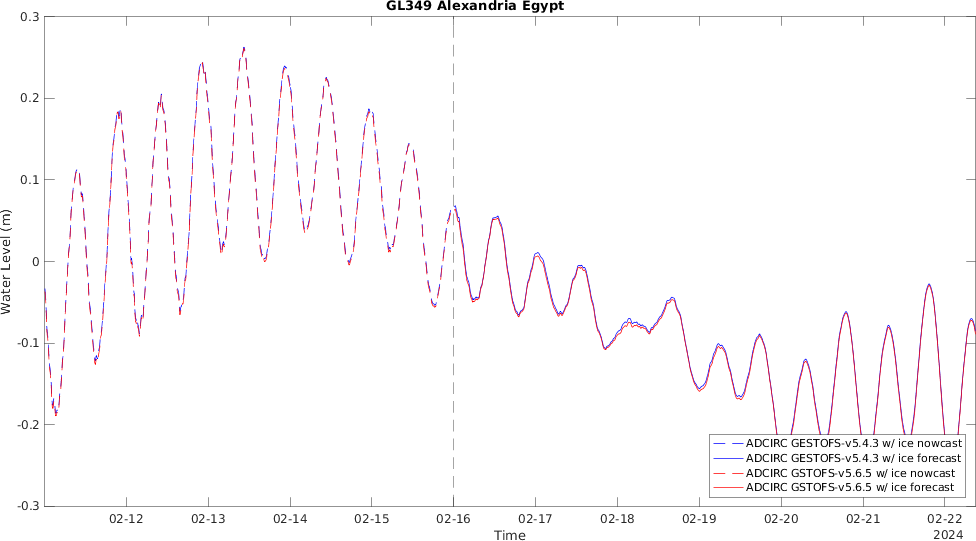 GL349 Alexandria Egypt
Water Level (m)
0.3
0.2
0.1
0
-0.1
-0.2
-0.3
02-12 02-13 02-14 02-15 02-16 02-17 02-18 02-19 02-20 02-21 02-22
2024
Time
ADCIRC GESTOFS-v5.4.3 w/ ice nowcast
ADCIRC GESTOFS-v5.4.3 w/ ice forecast
ADCIRC GSTOFS-v5.6.5 w/ ice nowcast
ADCIRC GSTOFS-v5.6.5 w/ ice forecast